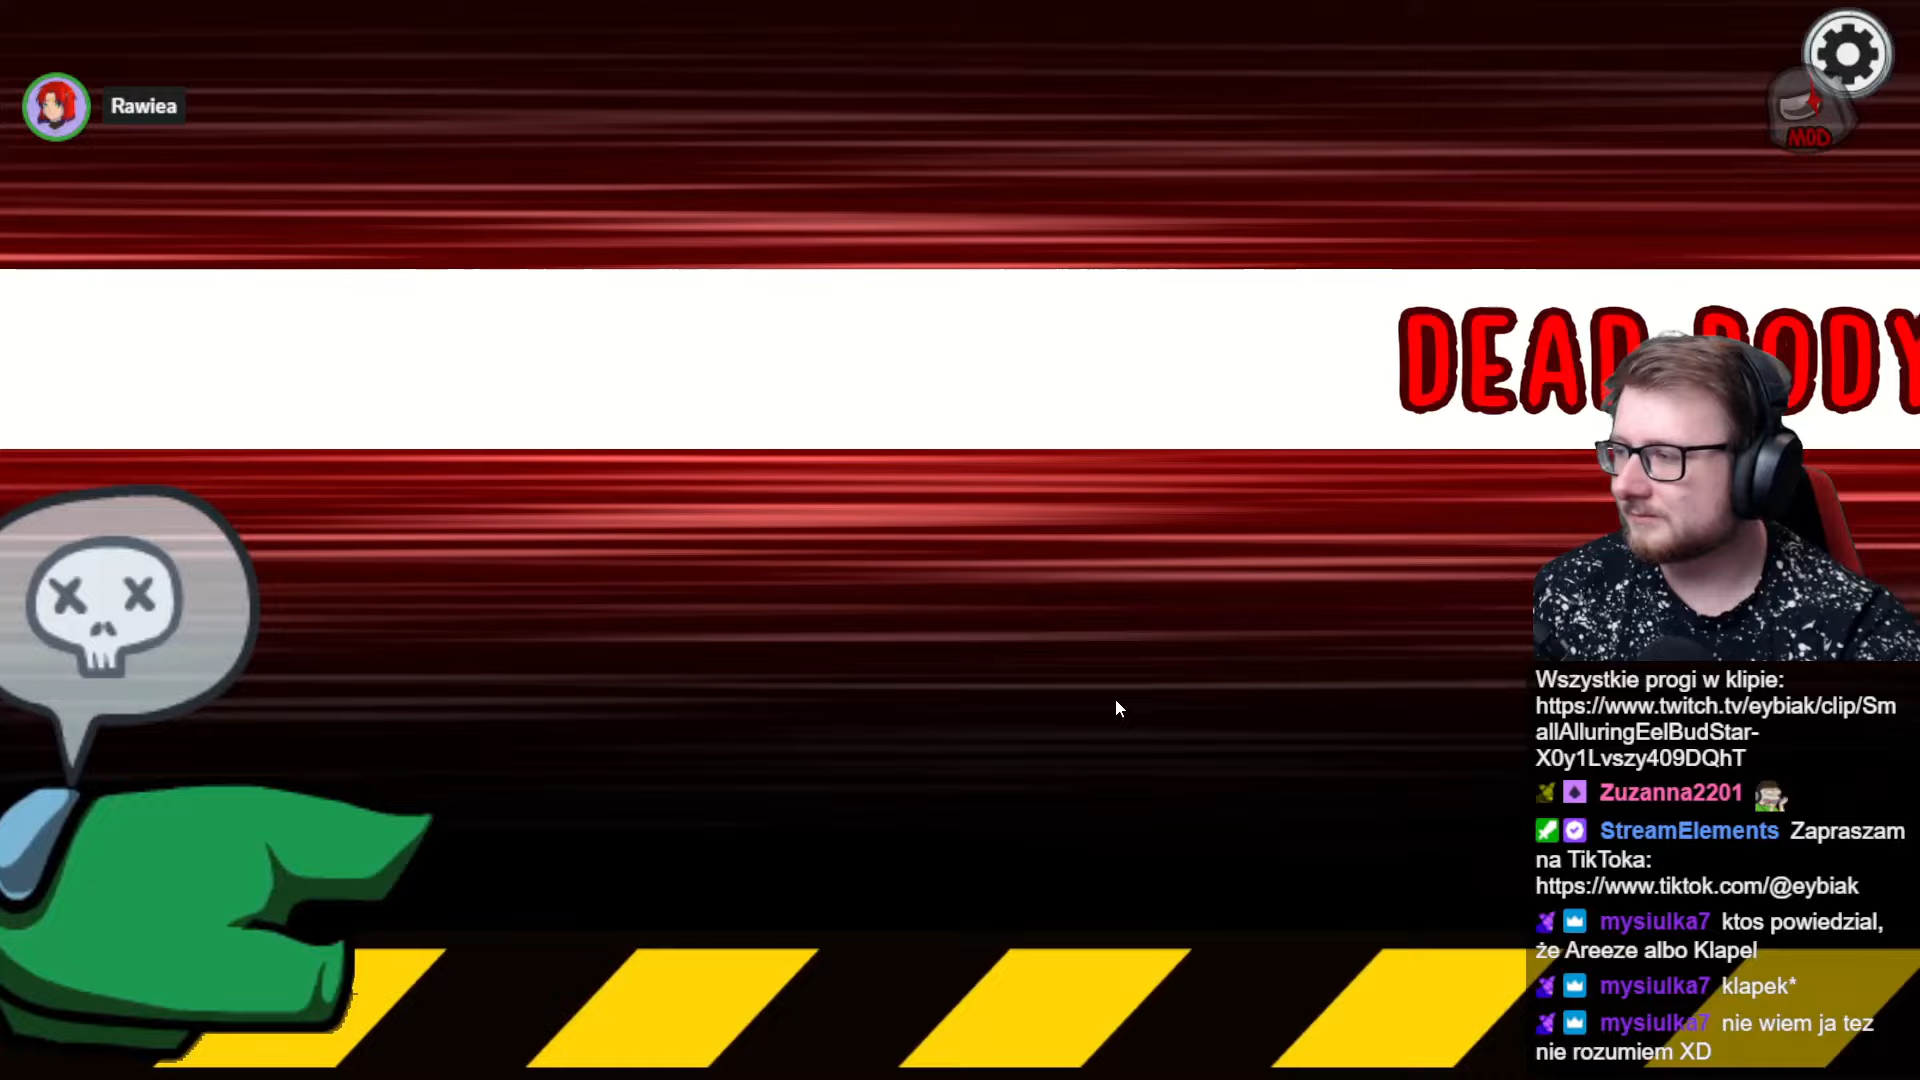 Rawiea
MOD
DEAD BODY
Wszystkie progi w klipie:
https://www.twitch.tv/eybiak/clip/Sm
allAlluringEelBudStar-
X0y1Lvszy409DQhT
Zuzanna2201
StreamElements Zapraszam
na TikToka:
https://www.tiktok.com/@eybiak
mysiulka7 ktos powiedzial,
że Areeze albo Klapel
mysiulka7 klapek*
mysiulka7 nie wiem ja tez
nie rozumiem XD